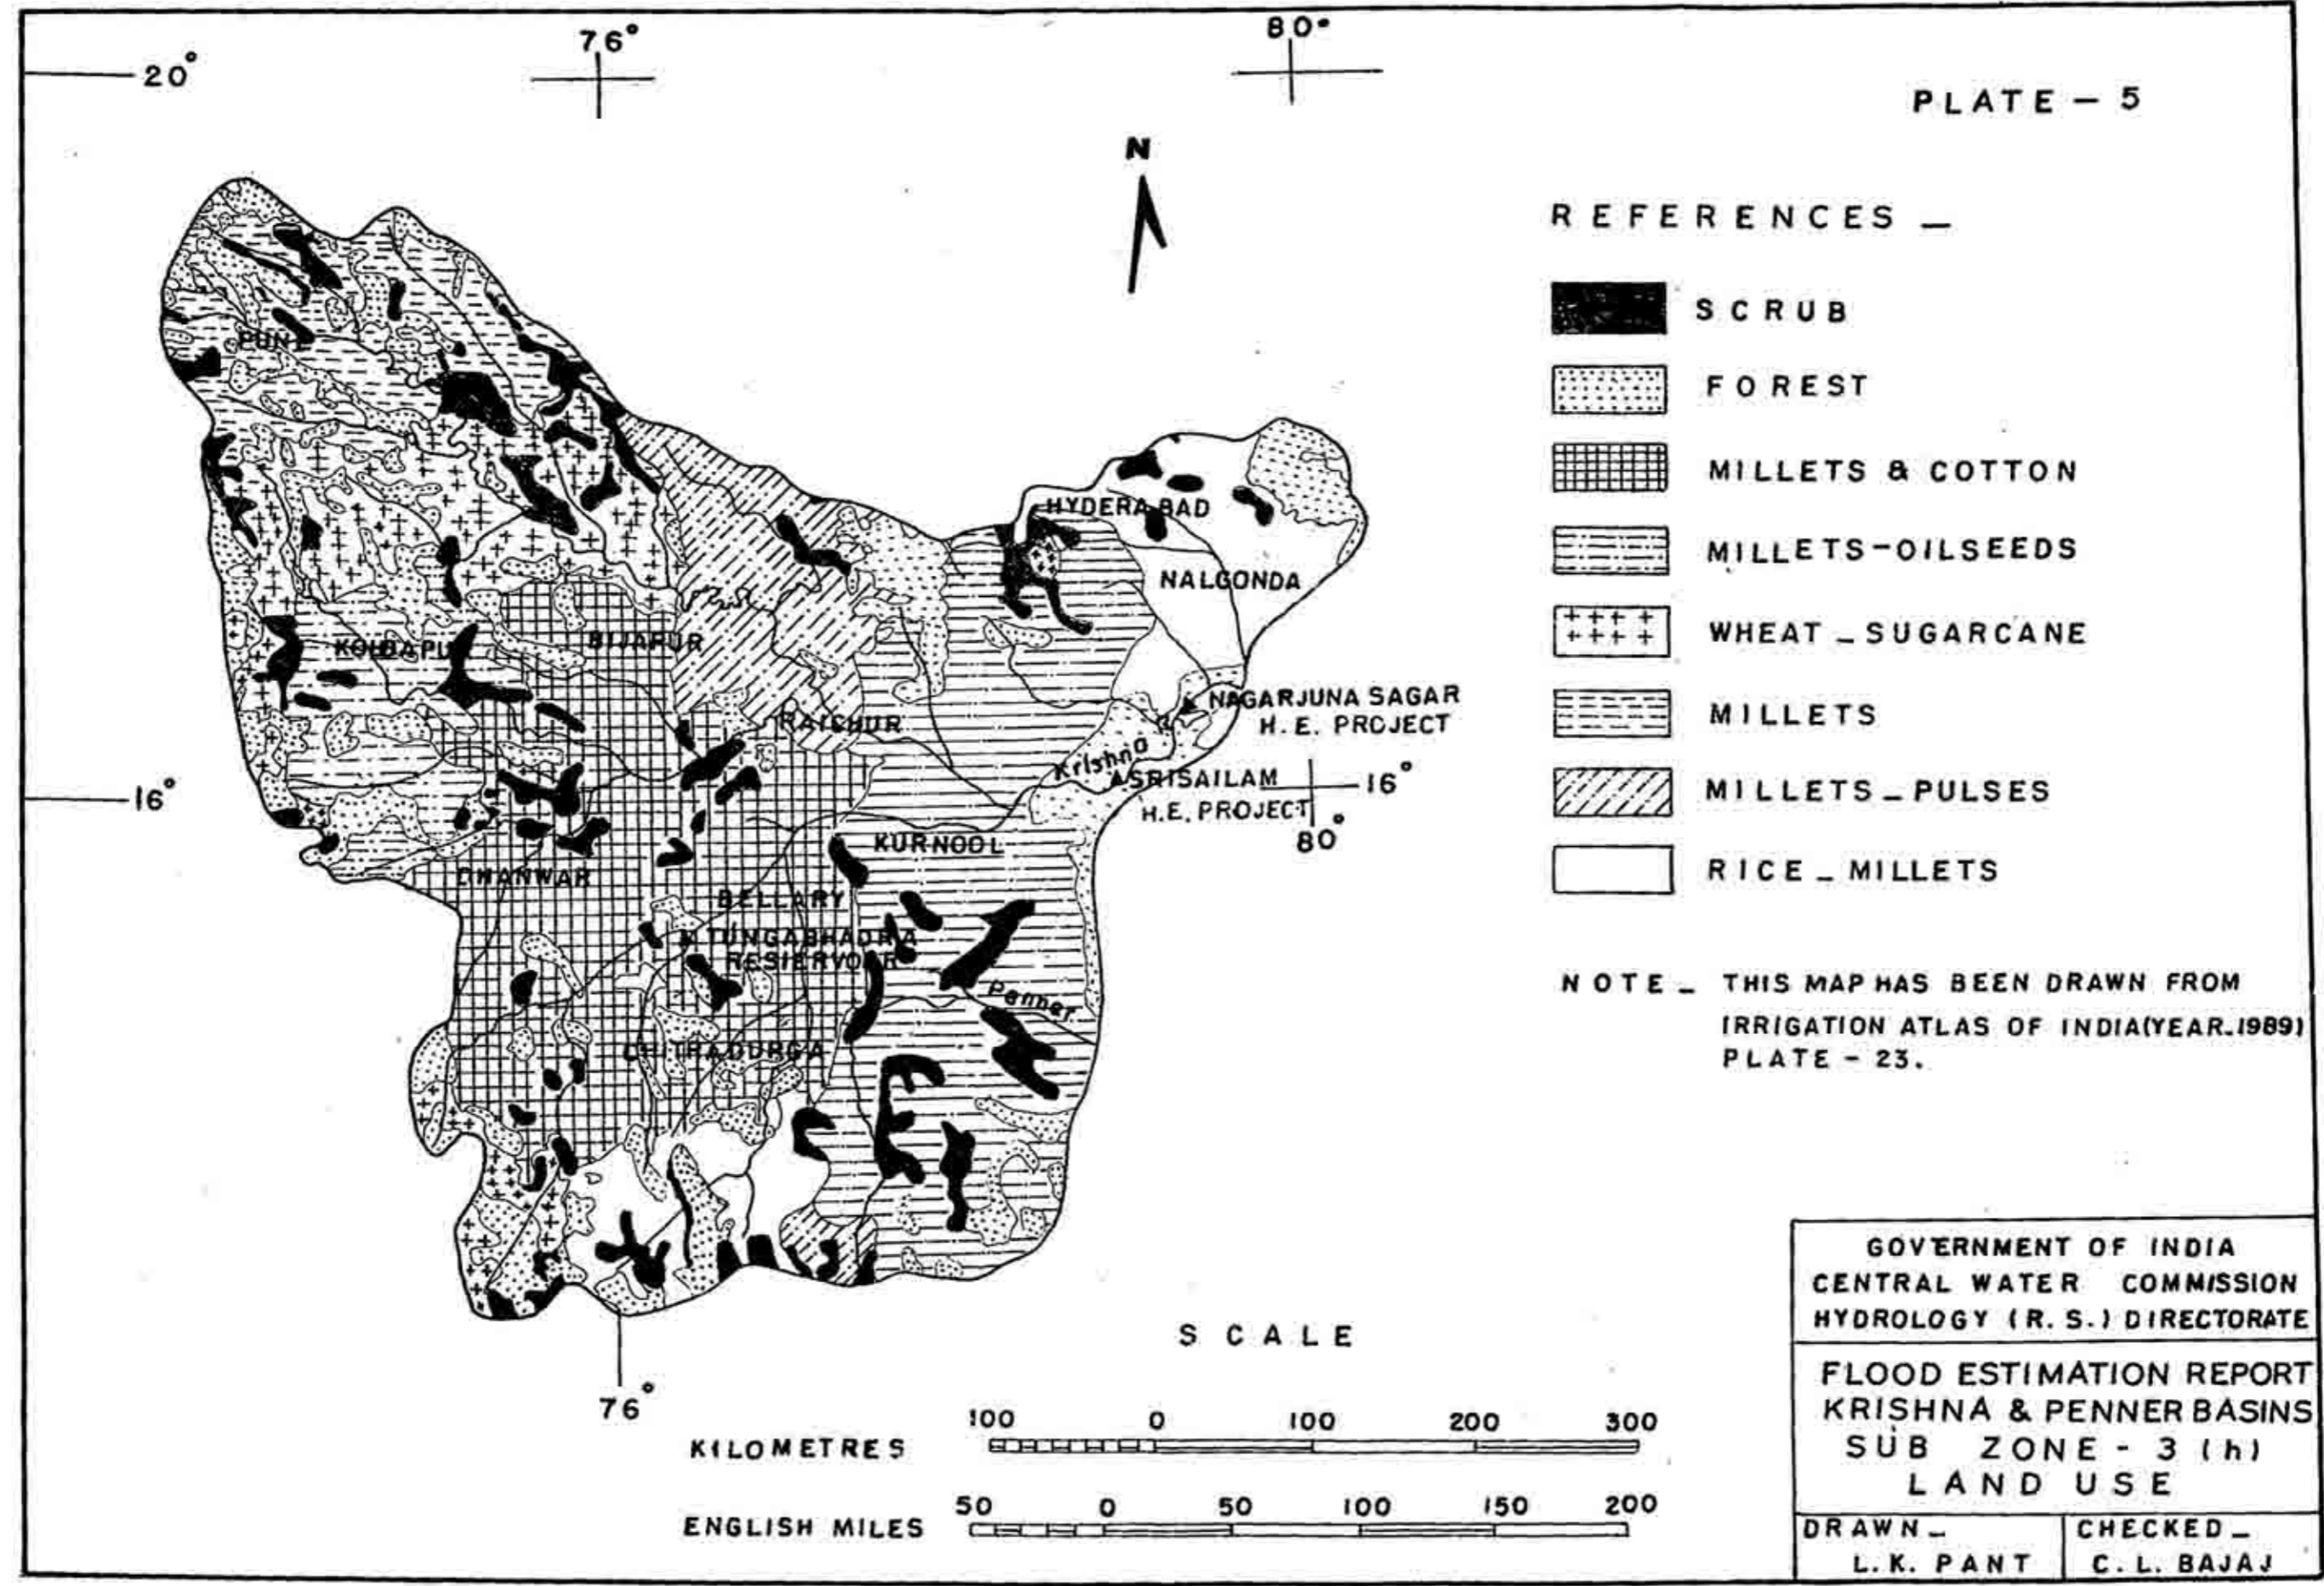 76°
80°
20°
PLATE - 5
N
REFERENCES -
SCRUB
FOREST
MILLETS & COTTON
MILLETS-OILSEEDS
WHEAT - SUGARCANE
MILLETS
MILLETS - PULSES
RICE - MILLETS
NOTE - THIS MAP HAS BEEN DRAWN FROM
IRRIGATION ATLAS OF INDIA (YEAR-1989)
PLATE - 23.
HYDERABAD
NALGONDA
BIJAPUR
RAICHUR
NAGARJUNA SAGAR
H.E. PROJECT
Krishna
SRISAILAM
H.E. PROJECT
16°
16°
80°
KURNOOL
DHANWAR
BELLARY
TUNGABHADRA
RESIERVOIR
Penner
CHITRADURGA
76°
SCALE
100 0 100 200 300
KILOMETRES
50 0 50 100 150 200
ENGLISH MILES
GOVERNMENT OF INDIA
CENTRAL WATER COMMISSION
HYDROLOGY (R. S.) DIRECTORATE
FLOOD ESTIMATION REPORT
KRISHNA & PENNER BASINS
SUB ZONE - 3 (h)
LAND USE
DRAWN -
L.K. PANT
CHECKED -
C. L. BAJAJ